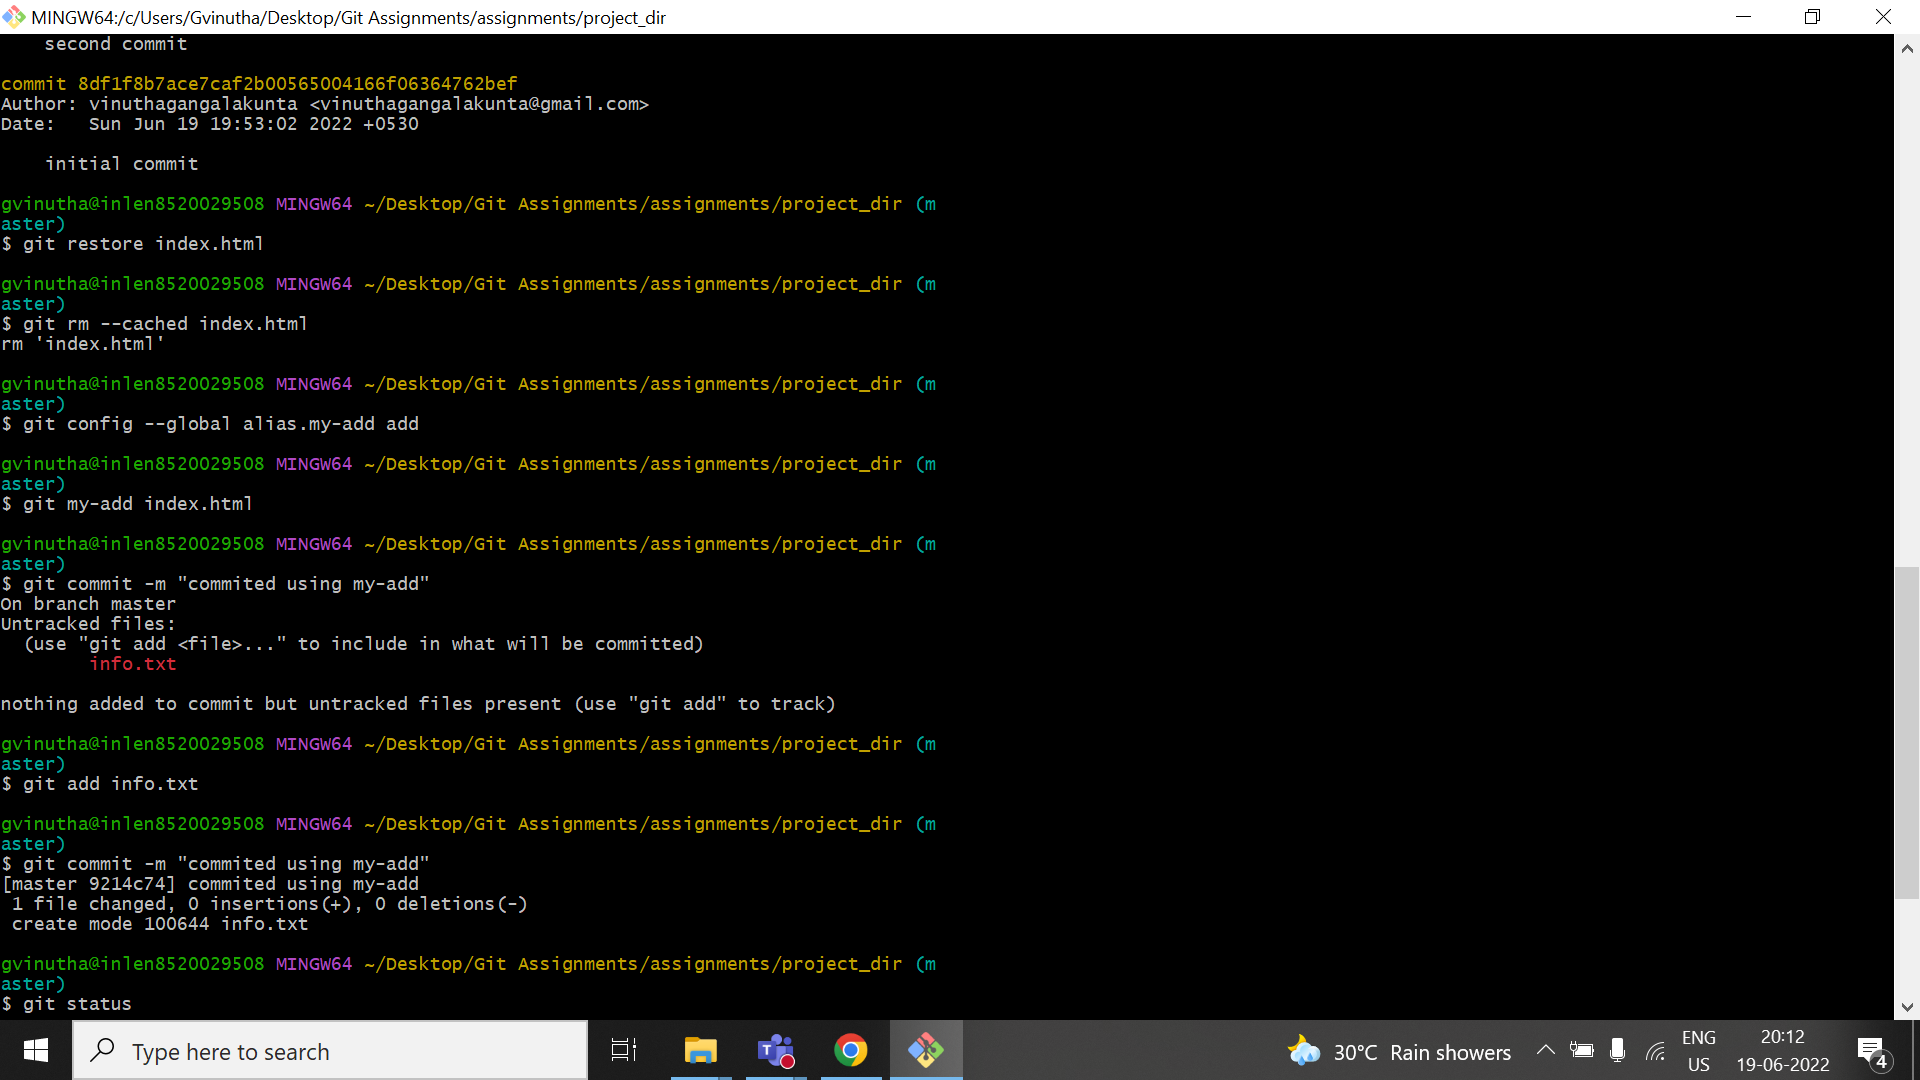 MINGW64:/c/Users/Gvinutha/Desktop/Git Assignments/assignments/project_dir
second commit
commit 8df1f8b7ace7caf2b00565004166f06364762bef
Author: vinuthagangalakunta <vinuthagangalakunta@gmail.com>
Date:   Sun Jun 19 19:53:02 2022 +0530
initial commit
gvinutha@inlen8520029508 MINGW64 ~/Desktop/Git Assignments/assignments/project_dir (m
aster)
$ git restore index.html
gvinutha@inlen8520029508 MINGW64 ~/Desktop/Git Assignments/assignments/project_dir (m
aster)
$ git rm --cached index.html
rm 'index.html'
gvinutha@inlen8520029508 MINGW64 ~/Desktop/Git Assignments/assignments/project_dir (m
aster)
$ git config --global alias.my-add add
gvinutha@inlen8520029508 MINGW64 ~/Desktop/Git Assignments/assignments/project_dir (m
aster)
$ git my-add index.html
gvinutha@inlen8520029508 MINGW64 ~/Desktop/Git Assignments/assignments/project_dir (m
aster)
$ git commit -m "commited using my-add"
On branch master
Untracked files:
(use "git add <file>..." to include in what will be committed)
info.txt
nothing added to commit but untracked files present (use "git add" to track)
gvinutha@inlen8520029508 MINGW64 ~/Desktop/Git Assignments/assignments/project_dir (m
aster)
$ git add info.txt
gvinutha@inlen8520029508 MINGW64 ~/Desktop/Git Assignments/assignments/project_dir (m
aster)
$ git commit -m "commited using my-add"
[master 9214c74] commited using my-add
1 file changed, 0 insertions(+), 0 deletions(-)
create mode 100644 info.txt
gvinutha@inlen8520029508 MINGW64 ~/Desktop/Git Assignments/assignments/project_dir (m
aster)
$ git status
Type here to search
30°C Rain showers
ENG
US
20:12
19-06-2022
4